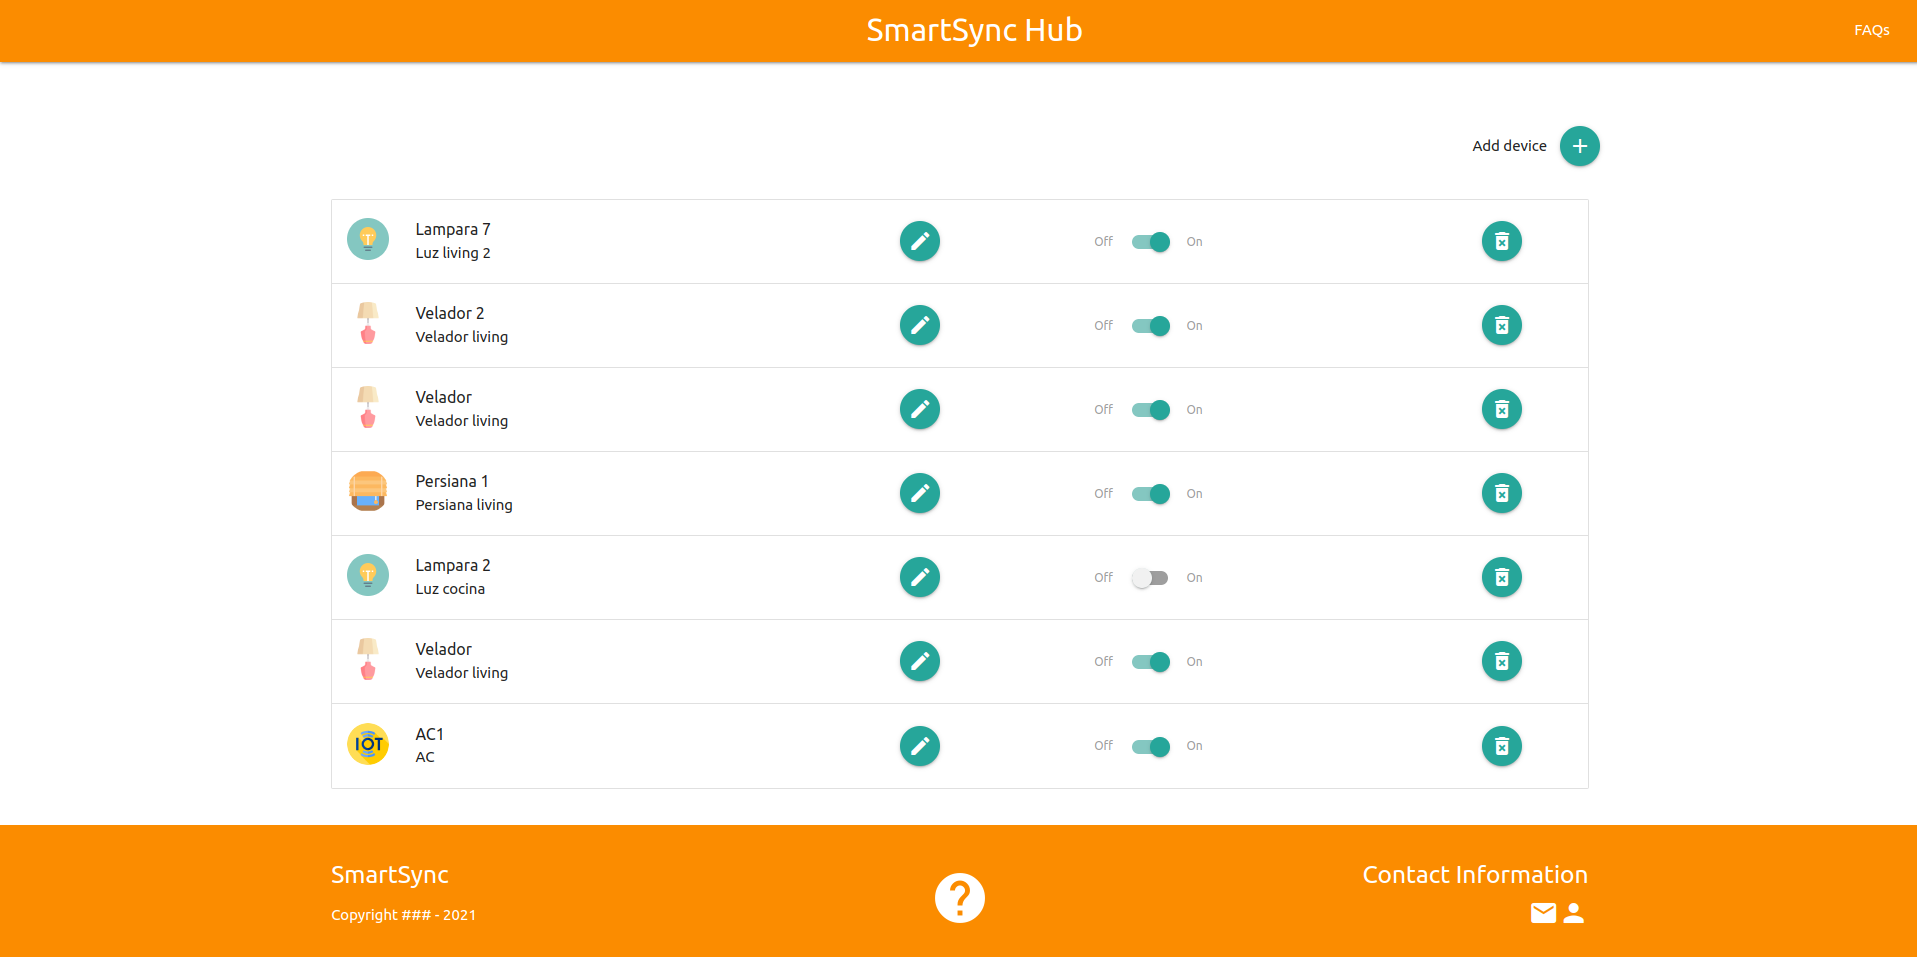 SmartSync Hub
FAQs
Add device
Lampara 7
Luz living 2
Off On
Velador 2
Velador living
Off On
Velador
Velador living
Off On
Persiana 1
Persiana living
Off On
Lampara 2
Luz cocina
Off On
Velador
Velador living
Off On
IOT
AC1
AC
Off On
SmartSync
Copyright ### - 2021
?
Contact Information